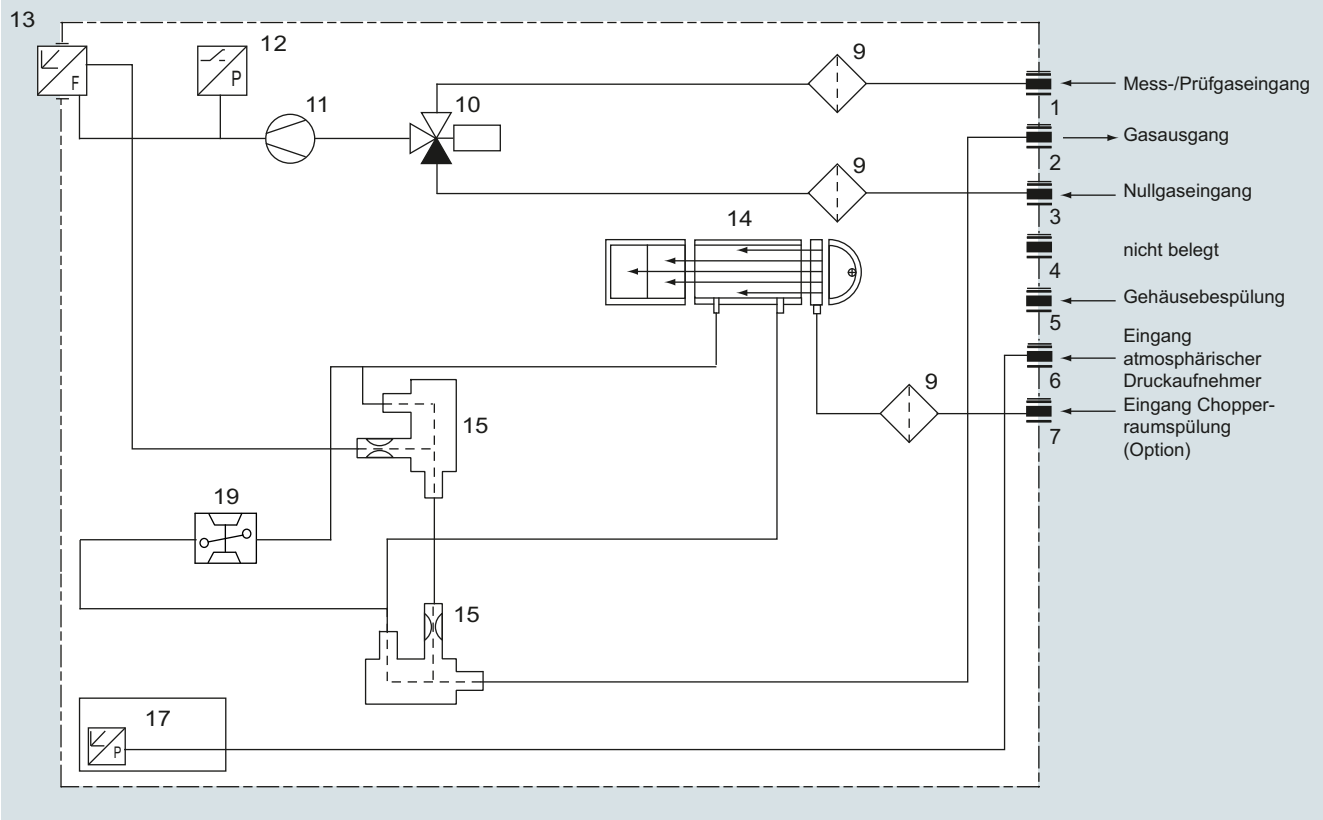 13
F
12
P
11
10
9
Mess-/Prüfgaseingang
1
Gasausgang
2
9
Nullgaseingang
3
14
nicht belegt
4
Gehäusebespülung
5
Eingang
atmosphärischer
Druckaufnehmer
6
9
Eingang Chopper-
raumspülung
(Option)
7
15
19
15
17
P